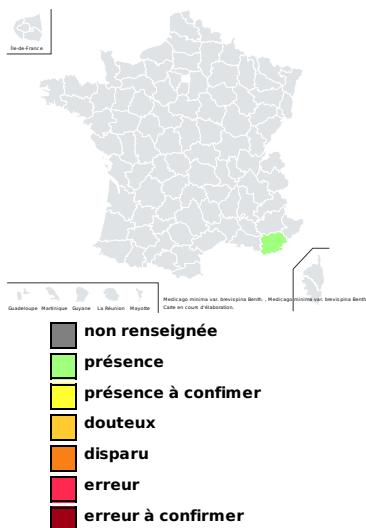 Île-de-France
Guadeloupe Martinique Guyane La Réunion Mayotte
Medicago minima var. brevispina Benth. , Medicago minima var. brevispina Benth
Carte en cours d'élaboration.
non renseignée
présence
présence à confimer
douteux
disparu
erreur
erreur à confirmer